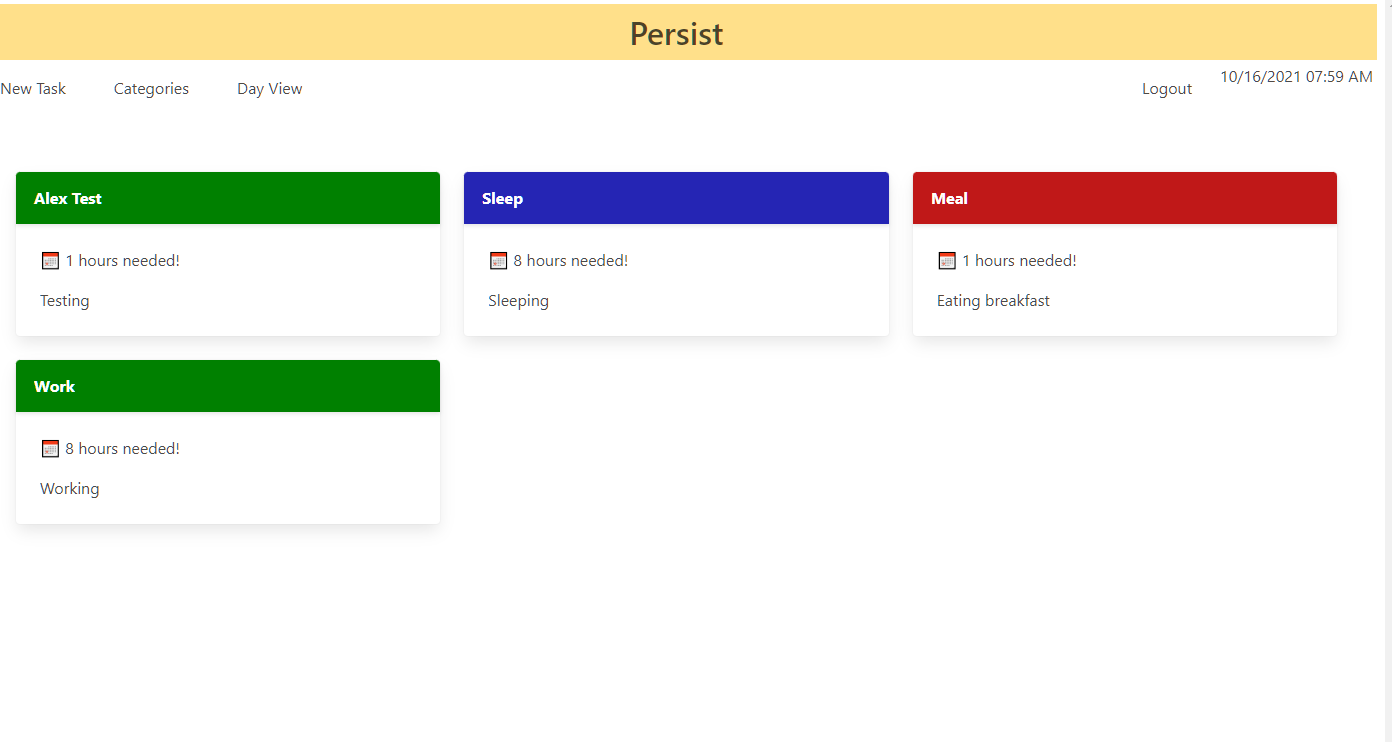 Persist
New Task Categories Day View Logout 10/16/2021 07:59 AM
Alex Test
1 hours needed!
Testing
Sleep
8 hours needed!
Sleeping
Meal
1 hours needed!
Eating breakfast
Work
8 hours needed!
Working